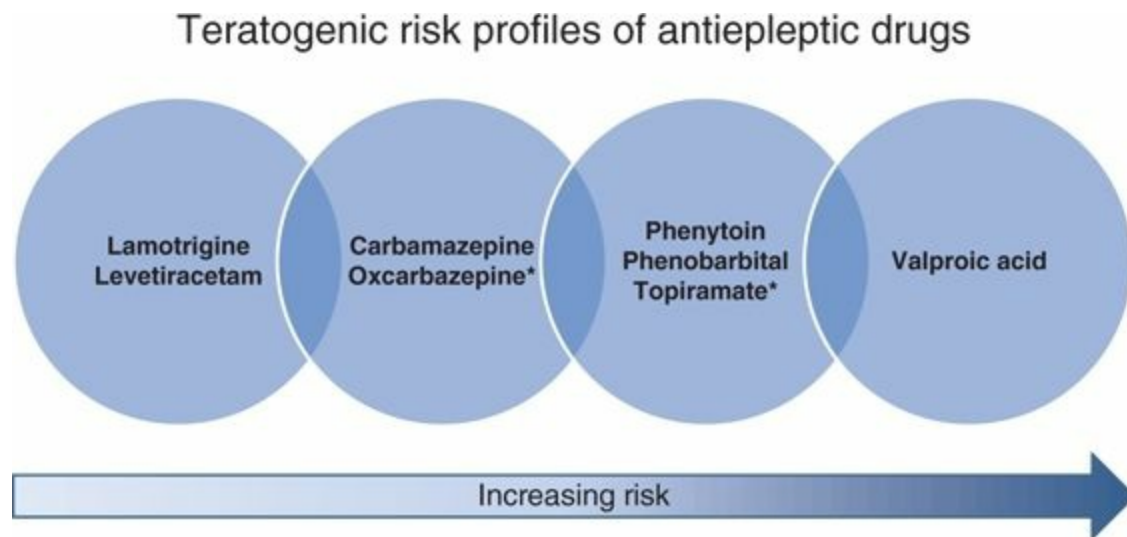 Teratogenic risk profiles of antiepleptic drugs
Lamotrigine
Levetiracetam
Carbamazepine
Oxcarbazepine*
Phenytoin
Phenobarbital
Topiramate*
Valproic acid
Increasing risk